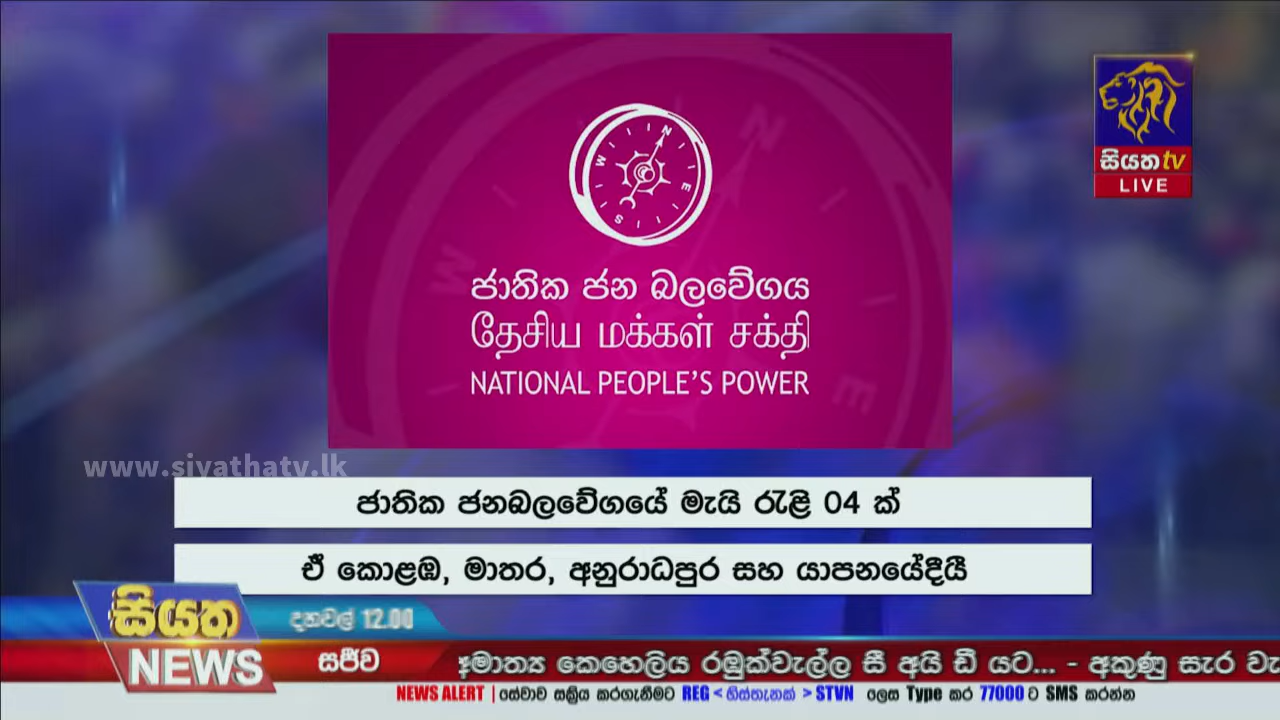 සියත tv
LIVE
N
W
E
S
ජාතික ජන බලවේගය
தேசிய மக்கள் சக்தி
NATIONAL PEOPLE'S POWER
www.siyathatv.lk
ජාතික ජනබලවේගයේ මැයි රැළි 04 ක්
ඒ කොළඹ, මාතර, අනුරාධපුර සහ යාපනයේදීයි
සියත දහවල් 12.00
NEWS සජීව අමාත්‍ය කෙහෙලිය රඹුක්වැල්ල සී අයි ඩී යට... - අකුණු සැර වැ
NEWS ALERT | සේවාව සක්‍රිය කරගැනීමට REG < හිස්තැනක් > STVN ලෙස Type කර 77000 ට SMS කරන්න